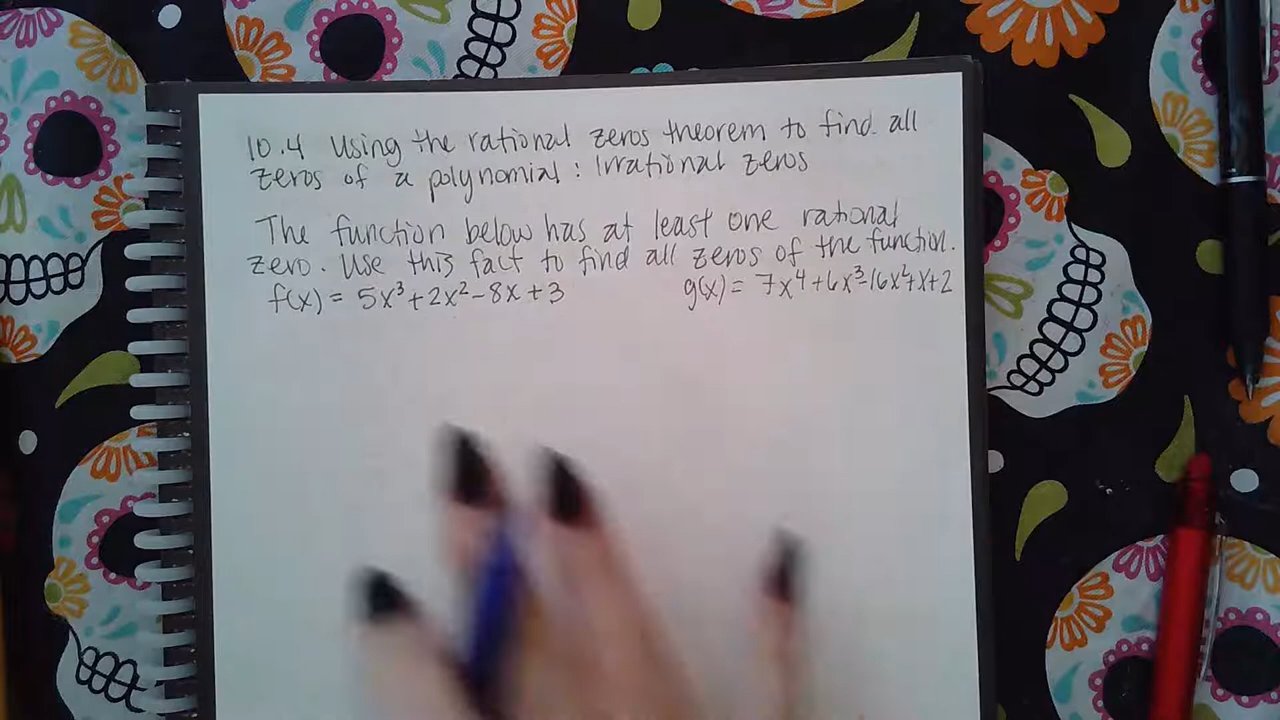 10.4 Using the rational zeros theorem to find all
zeros of a polynomial : Irrational zeros
The function below has at least one rational
zero. Use this fact to find all zeros of the function.
f(x) = 5x³+2x²-8x+3 g(x) = 7x⁴+6x³-16x²+x+2